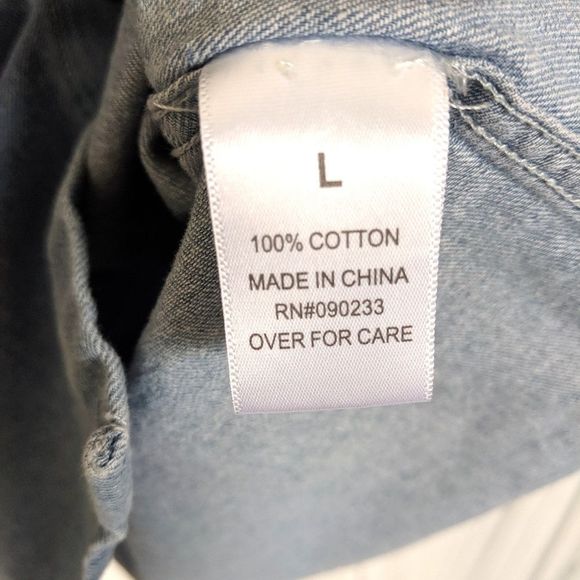 L
100% COTTON
MADE IN CHINA
RN#090233
OVER FOR CARE